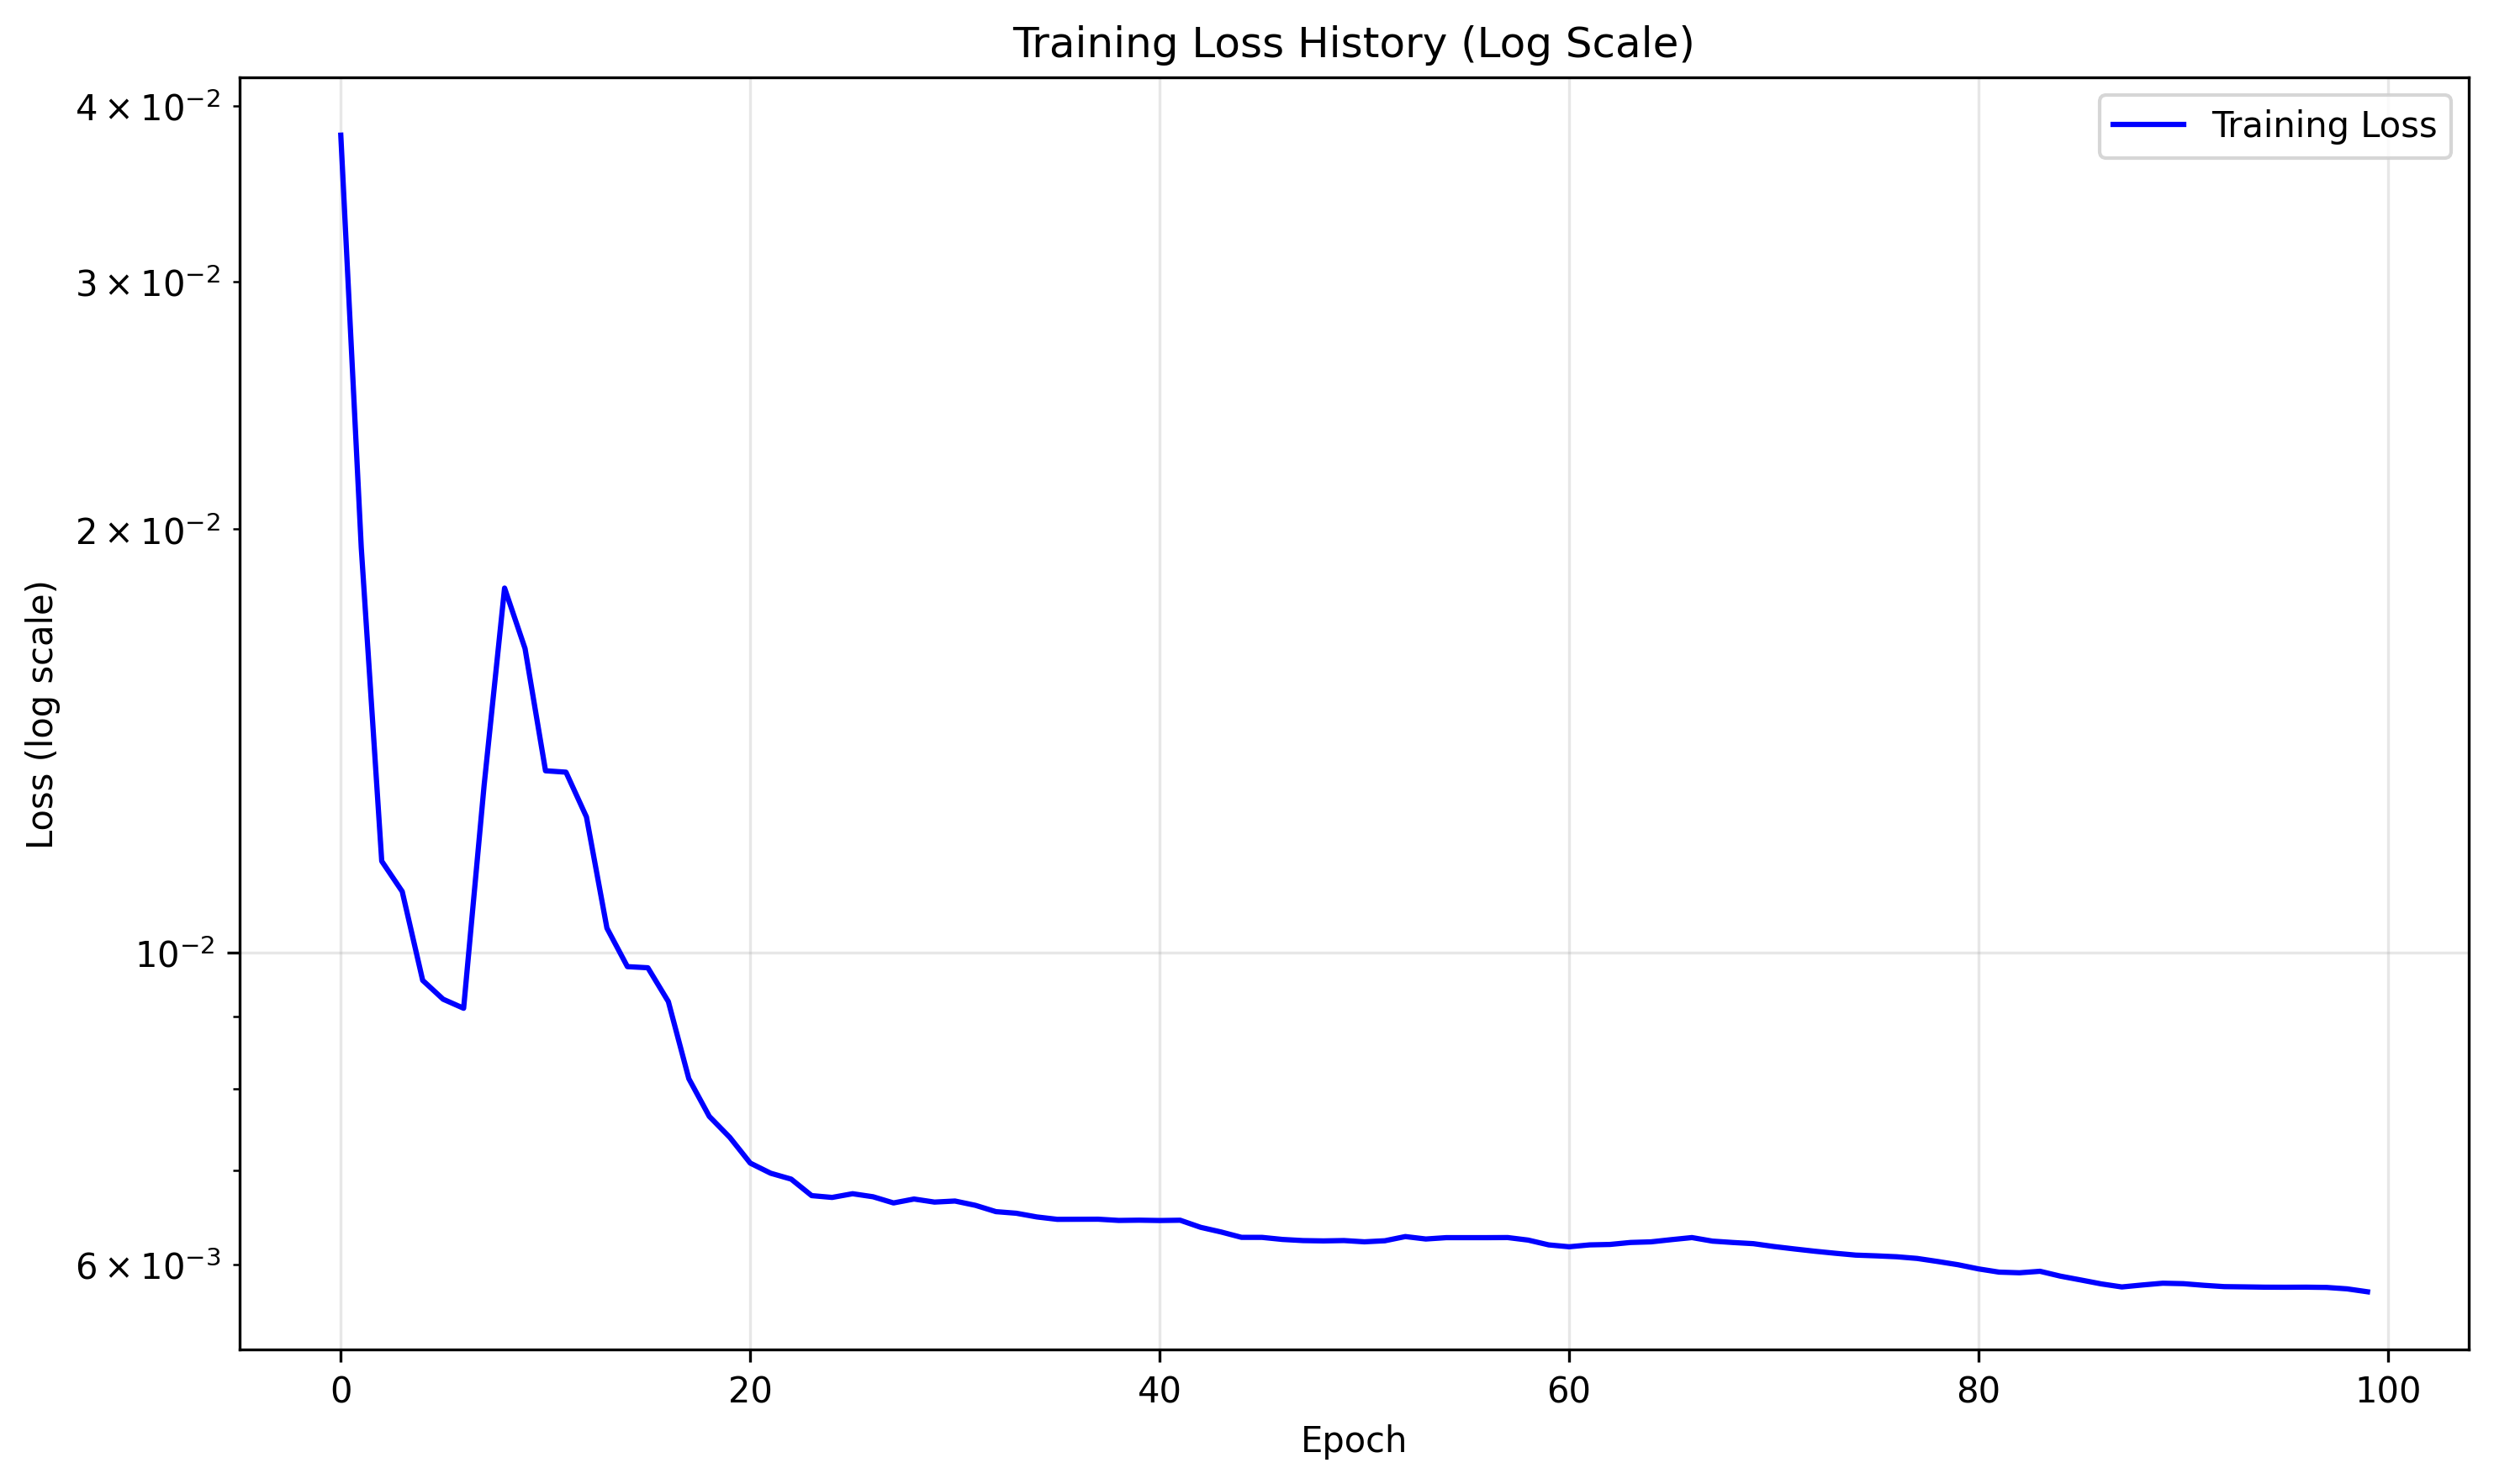 Training Loss History (Log Scale)
Training Loss
4 × 10⁻²
3 × 10⁻²
2 × 10⁻²
10⁻²
6 × 10⁻³
Loss (log scale)
0 20 40 60 80 100
Epoch